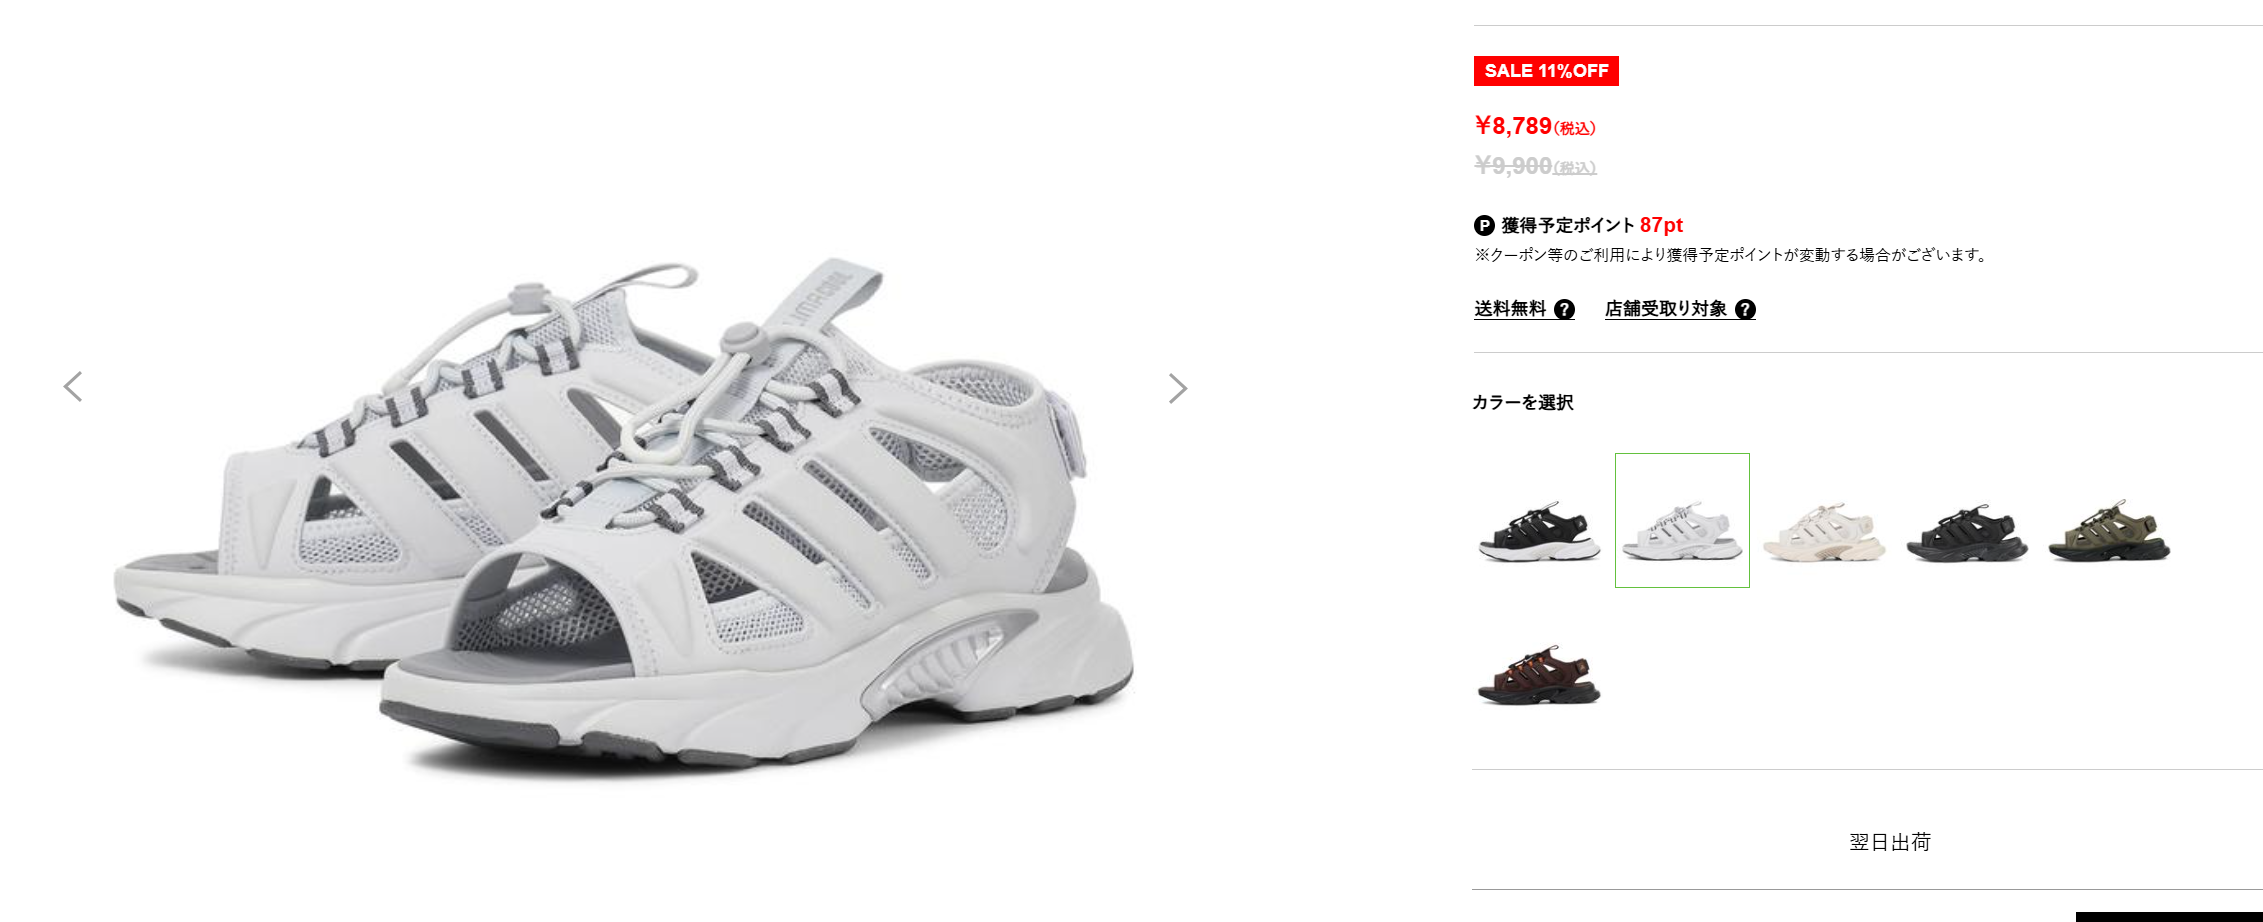 SALE 11%OFF
¥8,789(税込)
¥9,900(税込)
P 獲得予定ポイント 87pt
※クーポン等のご利用により獲得予定ポイントが変動する場合がございます。
送料無料 ? 店舗受取り対象 ?
カラーを選択
翌日出荷